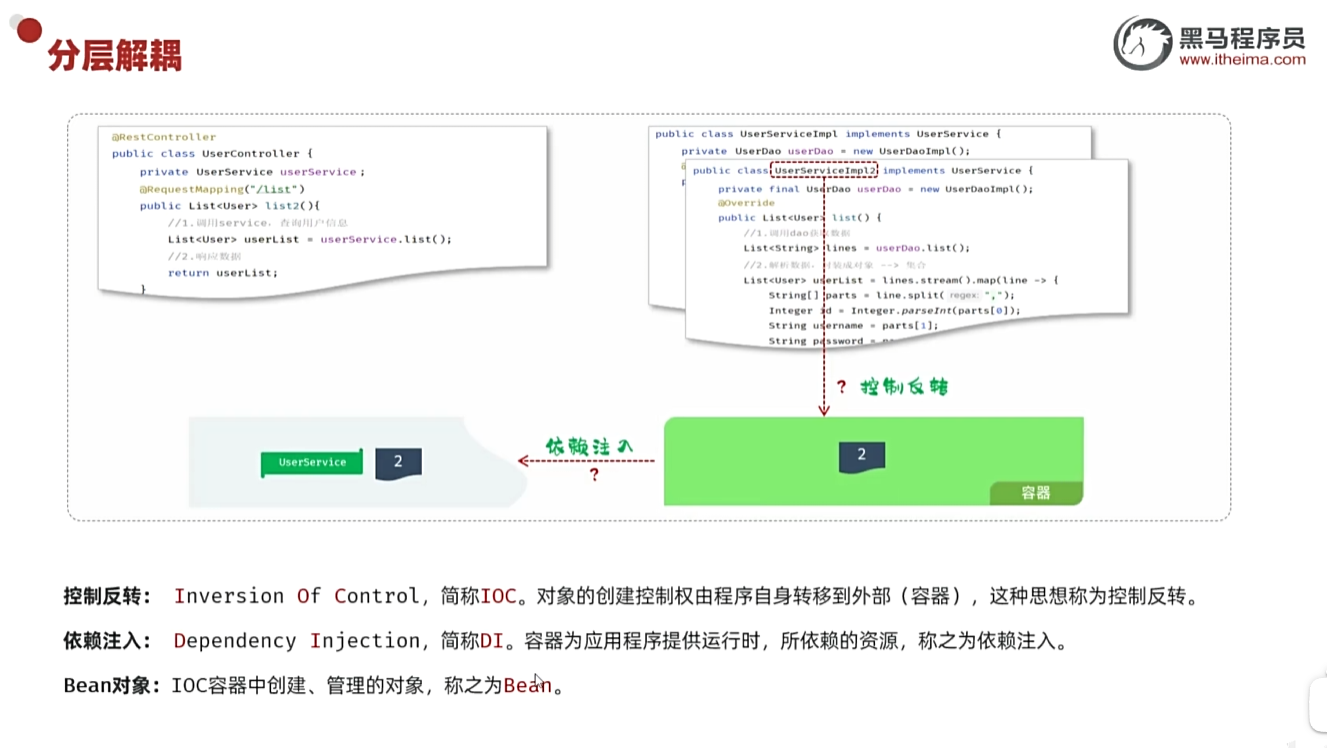 分层解耦
黑马程序员
www.itheima.com
@RestController
public class UserController {
private UserService userService;
@RequestMapping("/list")
public List<User> list2(){
//1.调用service，查询用户信息
List<User> userList = userService.list();
//2.响应数据
return userList;
}
public class UserServiceImpl implements UserService {
private UserDao userDao = new UserDaoImpl();
public class UserServiceImpl2 implements UserService {
private final UserDao userDao = new UserDaoImpl();
@Override
public List<User> list() {
//1.调用dao获取数据
List<String> lines = userDao.list();
//2.解析数据，封装成对象 --> 集合
List<User> userList = lines.stream().map(line -> {
String[] parts = line.split( regex: ",");
Integer id = Integer.parseInt(parts[0]);
String username = parts[1];
String password =
? 控制反转
依赖注入
?
UserService
2
2
容器
控制反转： Inversion Of Control，简称IOC。对象的创建控制权由程序自身转移到外部（容器），这种思想称为控制反转。
依赖注入： Dependency Injection，简称DI。容器为应用程序提供运行时，所依赖的资源，称之为依赖注入。
Bean对象：IOC容器中创建、管理的对象，称之为Bean。